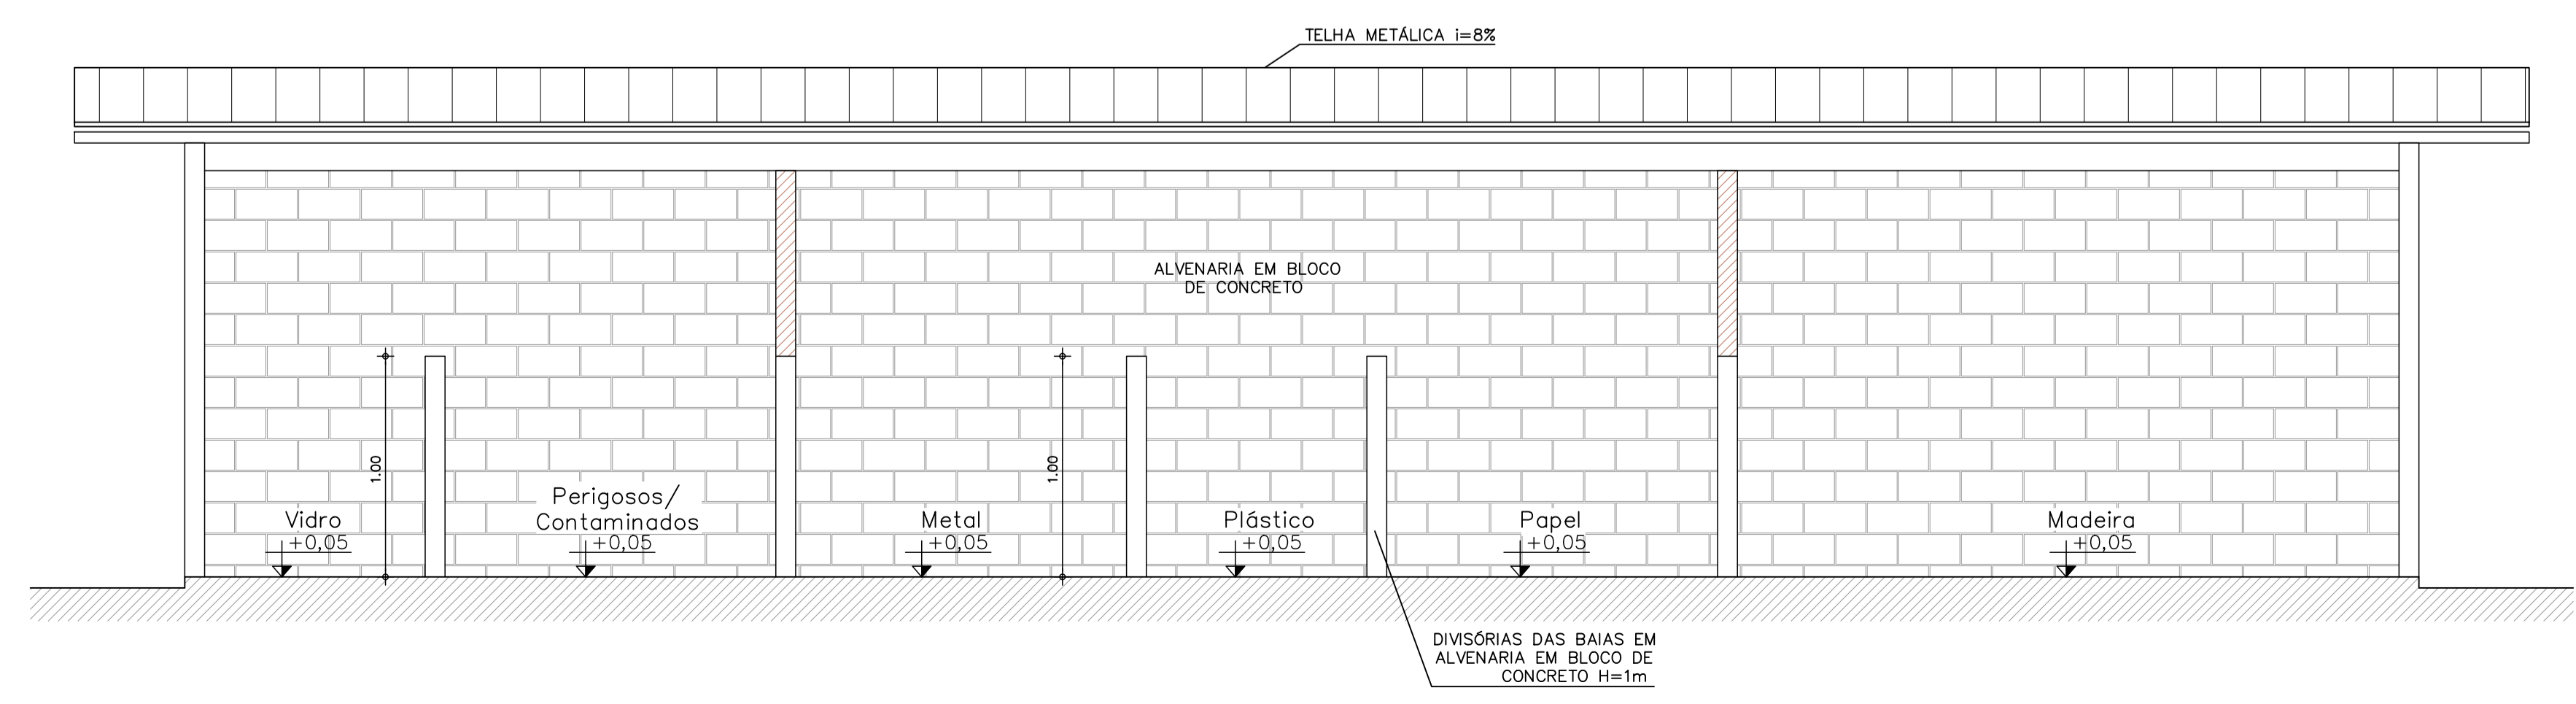 TELHA METÁLICA i=8%
ALVENARIA EM BLOCO
DE CONCRETO
1.00
1.00
Vidro
+0,05
Perigosos/
Contaminados
+0,05
Metal
+0,05
Plástico
+0,05
Papel
+0,05
Madeira
+0,05
DIVISÓRIAS DAS BAIAS EM
ALVENARIA EM BLOCO DE
CONCRETO H=1m